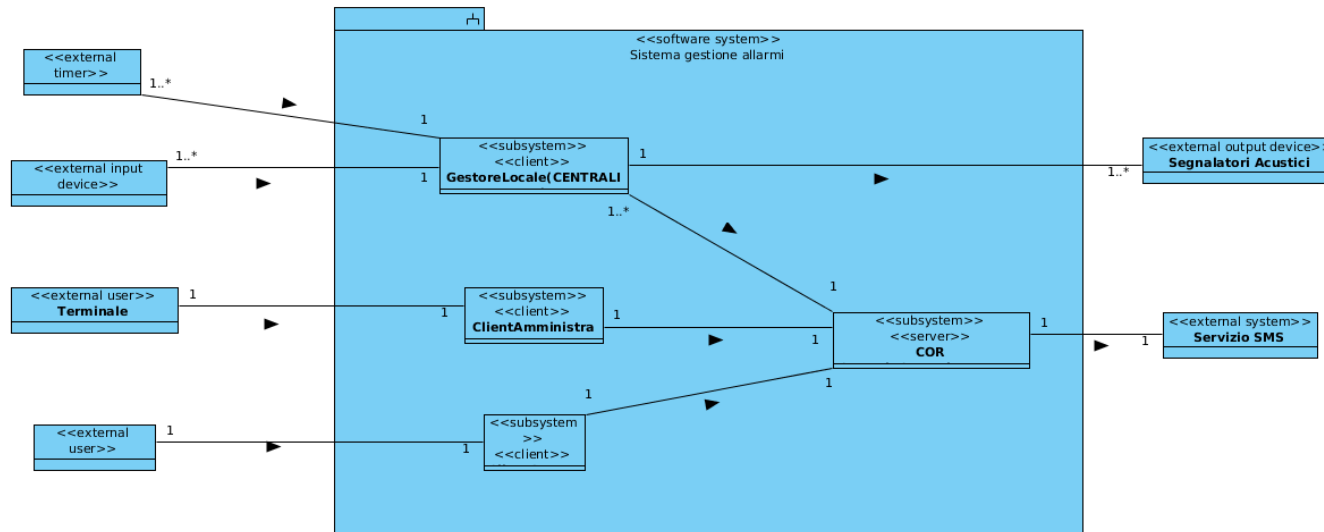 <<software system>>
Sistema gestione allarmi
<<external
timer>>
1..*
1
<<external input
device>>
1..*
1
<<subsystem>>
<<client>>
GestoreLocale(CENTRALI
1
1..*
<<external output device>>
Segnalatori Acustici
1..*
1
<<external user>>
Terminale
1
1
<<subsystem>>
<<client>>
ClientAmministra
1
1
<<subsystem>>
<<server>>
COR
1
1
<<external system>>
Servizio SMS
1
<<external
user>>
1
1
<<subsystem
>>
<<client>>
1